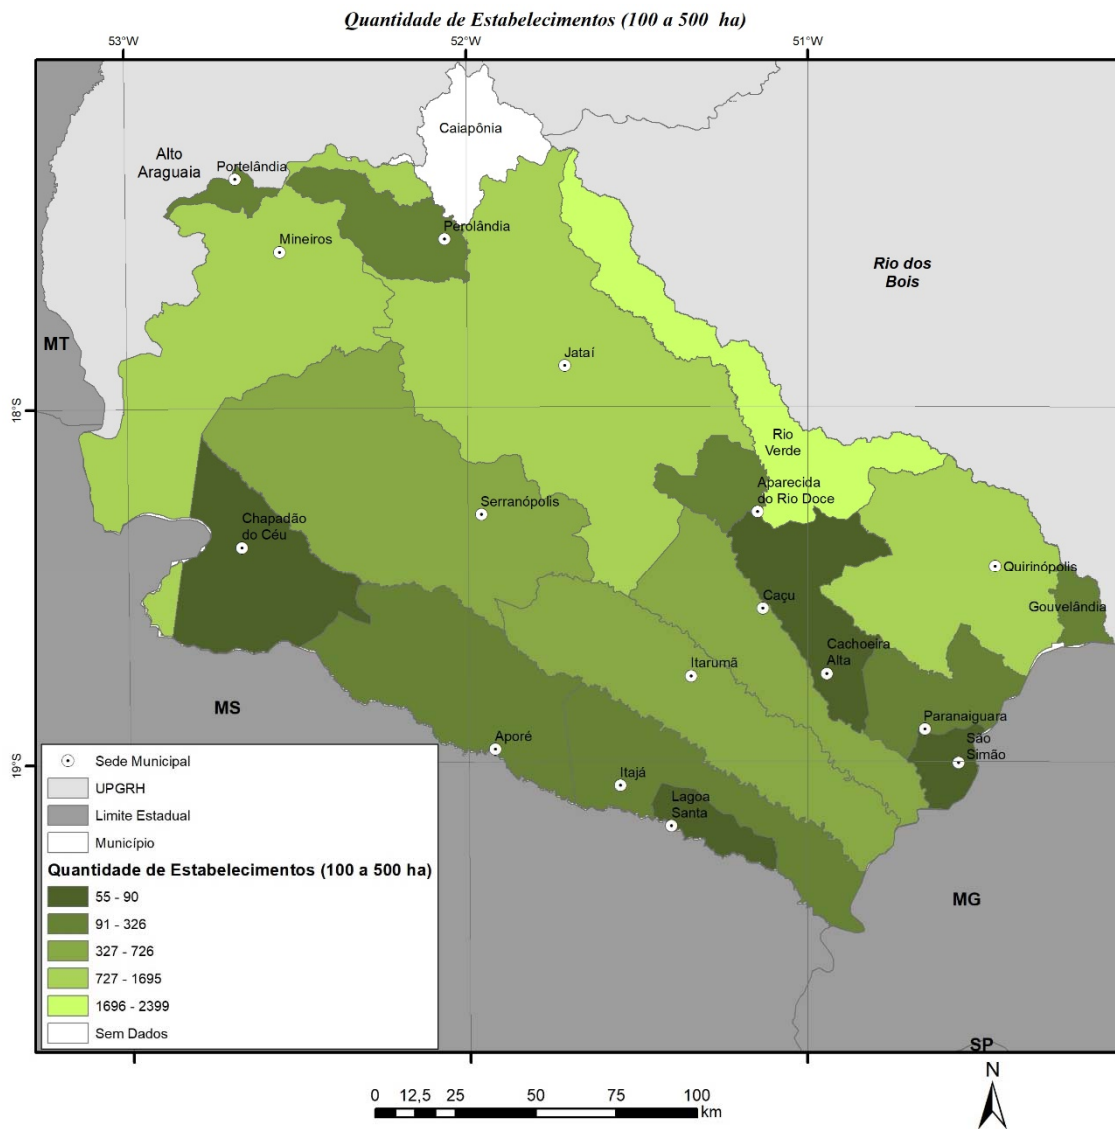 Quantidade de Estabelecimentos (100 a 500 ha)
53°W
52°W
51°W
Caiapônia
Alto
Araguaia
Portelândia
Perolândia
Mineiros
Rio dos
Bois
MT
Jataí
18°S
Rio
Verde
Aparecida
do Rio Doce
Serranópolis
Chapadão
do Céu
Quirinópolis
Gouvelândia
Caçu
Cachoeira
Alta
Itarumã
MS
Paranaiguara
São
Simão
Aporé
19°S
Itajá
Lagoa
Santa
MG
Sede Municipal
UPGRH
Limite Estadual
Município
Quantidade de Estabelecimentos (100 a 500 ha)
55 - 90
91 - 326
327 - 726
727 - 1695
1696 - 2399
Sem Dados
SP
N
0 12,5 25 50 75 100
km